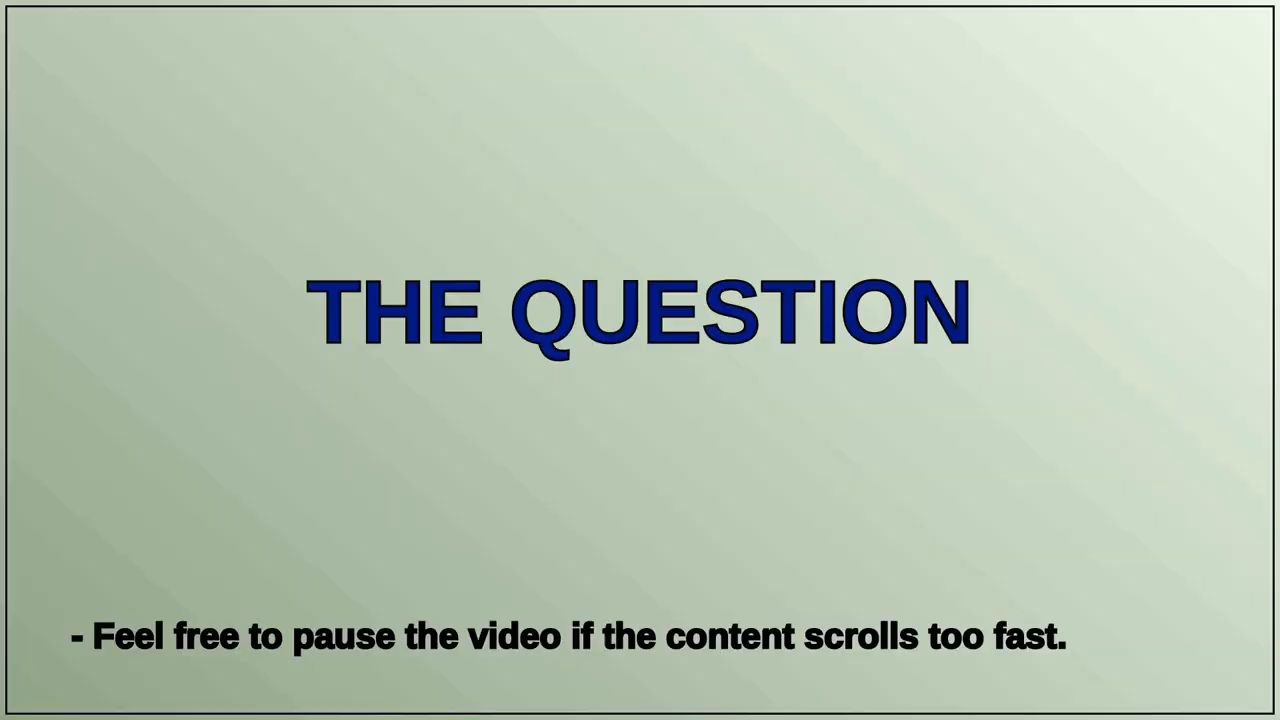 THE QUESTION
- Feel free to pause the video if the content scrolls too fast.